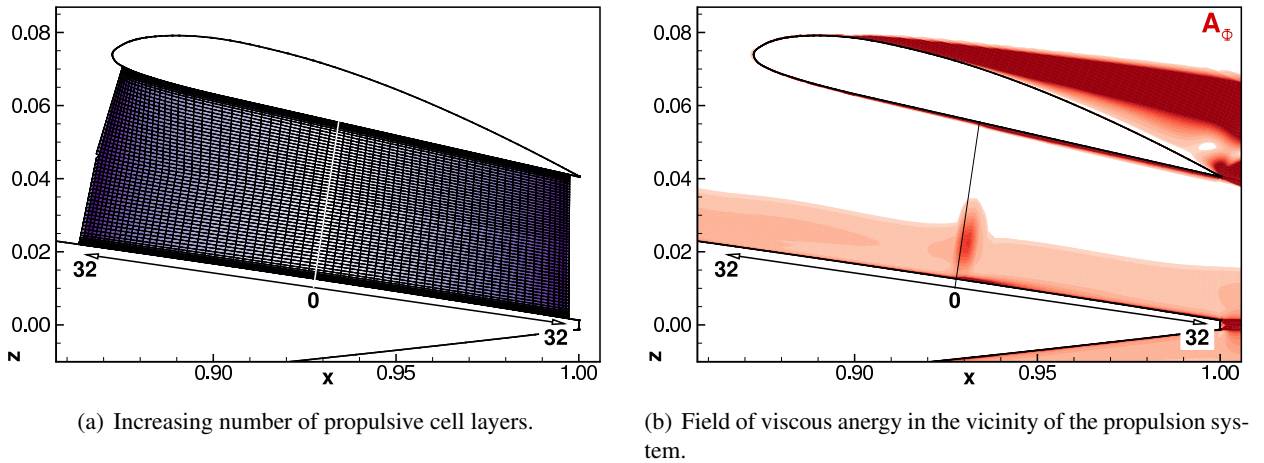 0.08
0.06
0.04
0.02
0.00
z
32
0
32
0.90
x
0.95
1.00
0.08
0.06
0.04
0.02
0.00
z
A_Φ
32
0
32
0.90
x
0.95
1.00
(a) Increasing number of propulsive cell layers.
(b) Field of viscous anergy in the vicinity of the propulsion sys-
tem.